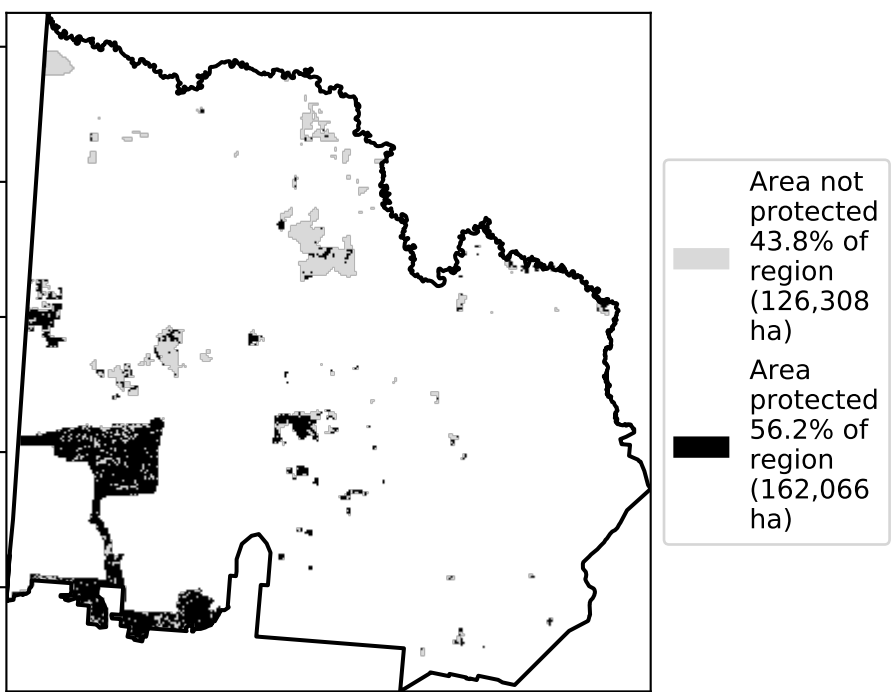 Area not
protected
43.8% of
region
(126,308
ha)
Area
protected
56.2% of
region
(162,066
ha)